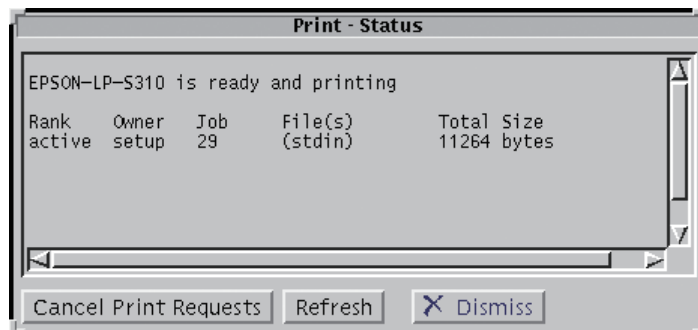 Print - Status
EPSON-LP-S310 is ready and printing
Rank Owner Job File(s) Total Size
active setup 29 (stdin) 11264 bytes
Cancel Print Requests Refresh X Dismiss